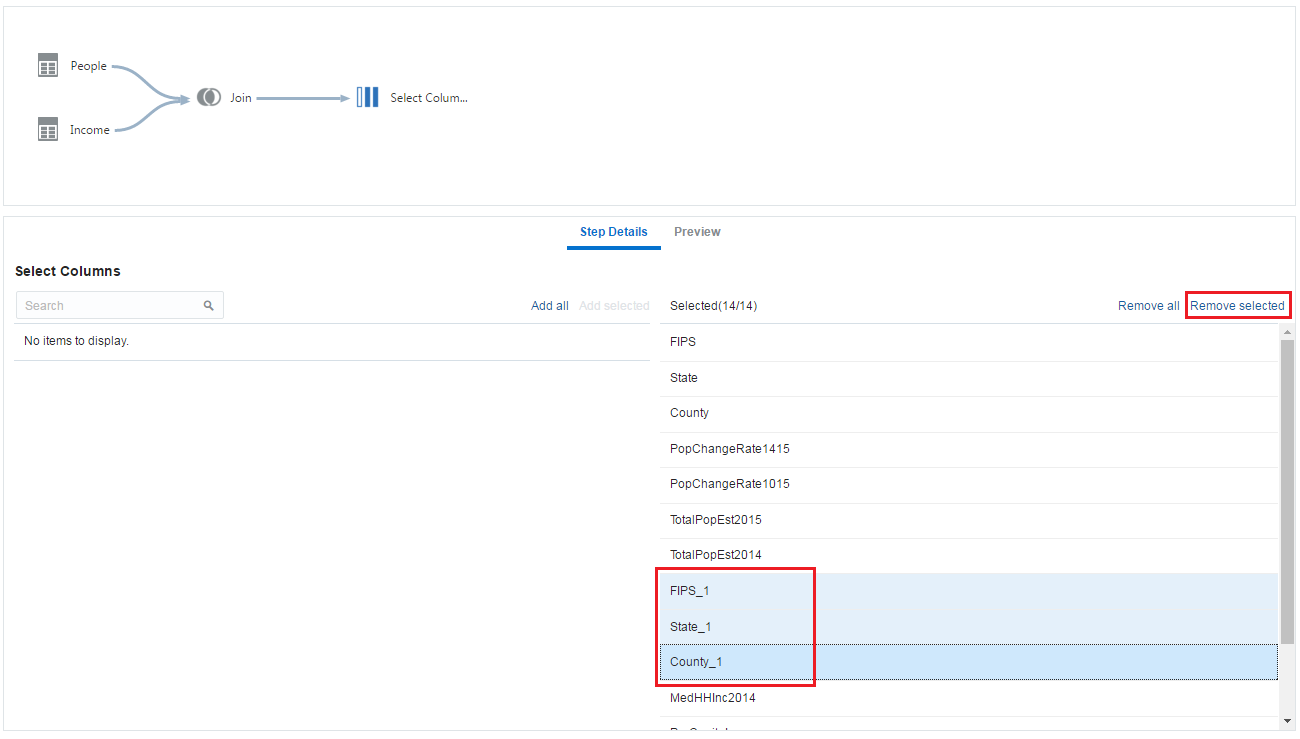 People
Join
Select Colum...
Income
Step Details Preview
Select Columns
Search
Add all Add selected
Selected(14/14)
Remove all Remove selected
No items to display.
FIPS
State
County
PopChangeRate1415
PopChangeRate1015
TotalPopEst2015
TotalPopEst2014
FIPS_1
State_1
County_1
MedHHInc2014